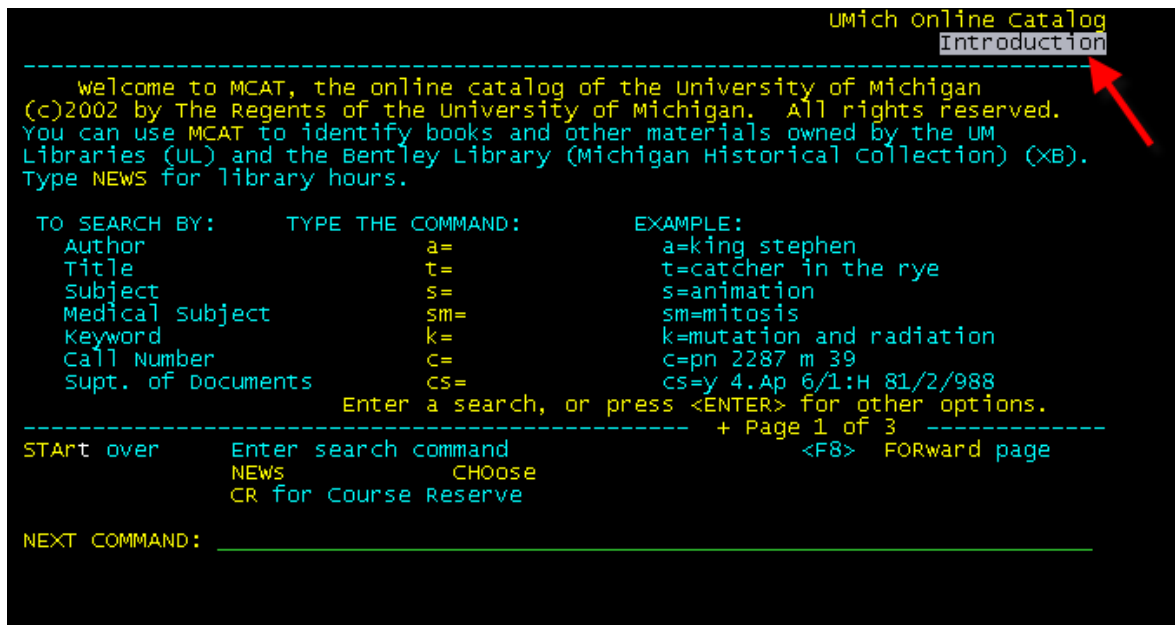 UMich Online Catalog
Introduction
Welcome to MCAT, the online catalog of the University of Michigan
(c)2002 by The Regents of the University of Michigan.  All rights reserved.
You can use MCAT to identify books and other materials owned by the UM
Libraries (UL) and the Bentley Library (Michigan Historical Collection) (XB).
Type NEWS for library hours.
TO SEARCH BY:     TYPE THE COMMAND:     EXAMPLE:
Author     a=     a=king stephen
Title     t=     t=catcher in the rye
Subject     s=     s=animation
Medical Subject     sm=     sm=mitosis
Keyword     k=     k=mutation and radiation
Call Number     c=     c=pn 2287 m 39
Supt. of Documents     cs=     cs=y 4.Ap 6/1:H 81/2/988
Enter a search, or press <ENTER> for other options.
+ Page 1 of 3
STArt over     Enter search command     <F8>  FORward page
NEWS     CHOose
CR for Course Reserve
NEXT COMMAND: